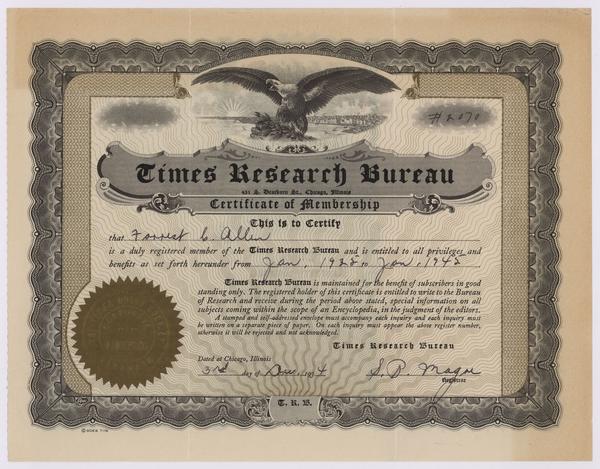 #2070
Times Research Bureau
431 S. Dearborn St., Chicago, Illinois
Certificate of Membership
This is to Certify
that Forrest C. Allen
is a duly registered member of the Times Research Bureau and is entitled to all privileges and
benefits as set forth hereunder from Jan, 1925 to Jan, 1945
Times Research Bureau is maintained for the benefit of subscribers in good
standing only. The registered holder of this certificate is entitled to write to the Bureau
of Research and receive during the period above stated, special information on all
subjects coming within the scope of an Encyclopedia, in the judgment of the editors.
A stamped and self-addressed envelope must accompany each inquiry and each inquiry must
be written on a separate piece of paper. On each inquiry must appear the above register number,
otherwise it will be rejected and not acknowledged.
Times Research Bureau
Dated at Chicago, Illinois
day of Dec. 1934
Registrar
T. R. B.